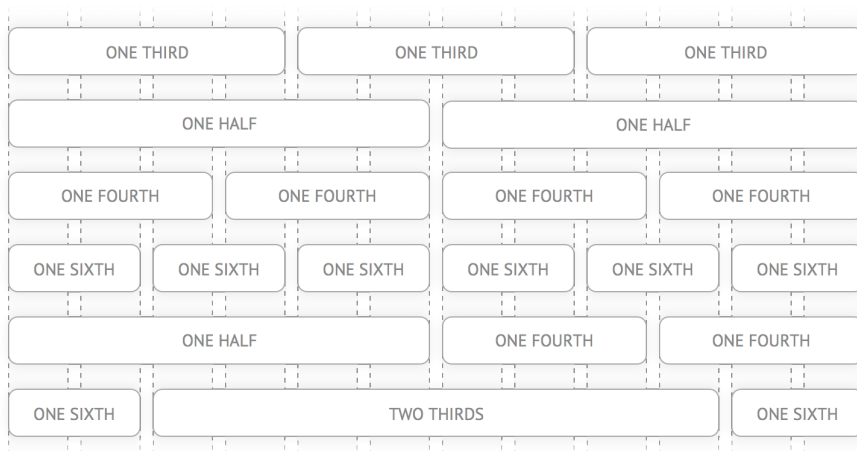 ONE THIRD ONE THIRD ONE THIRD
ONE HALF ONE HALF
ONE FOURTH ONE FOURTH ONE FOURTH ONE FOURTH
ONE SIXTH ONE SIXTH ONE SIXTH ONE SIXTH ONE SIXTH ONE SIXTH
ONE HALF ONE FOURTH ONE FOURTH
ONE SIXTH TWO THIRDS ONE SIXTH